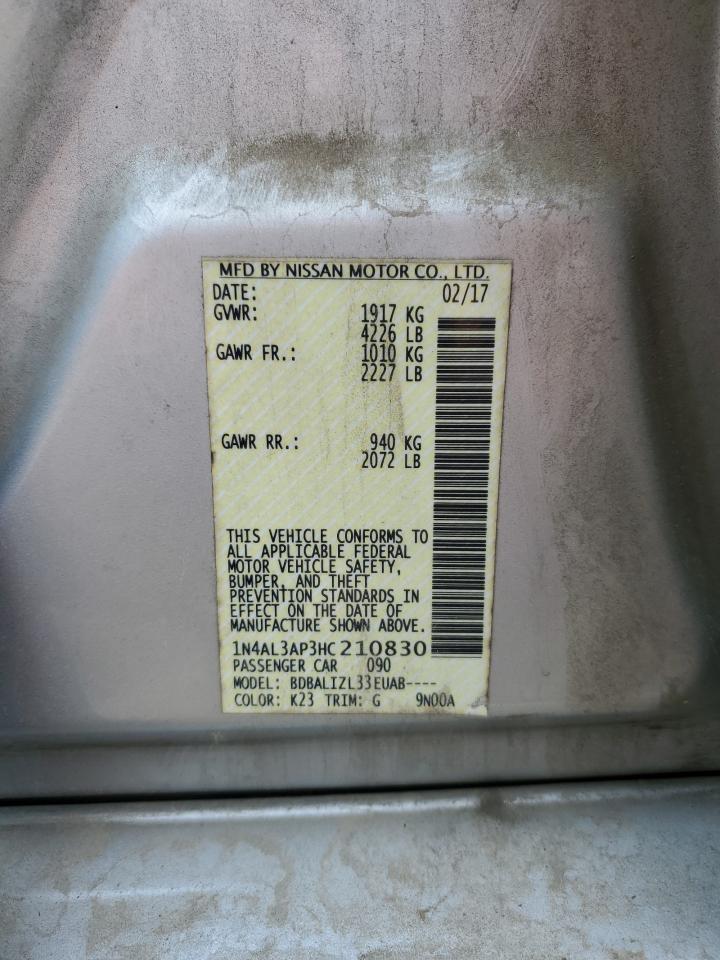 MFD BY NISSAN MOTOR CO., LTD.
DATE: 02/17
GVWR: 1917 KG
4226 LB
GAWR FR.: 1010 KG
2227 LB
GAWR RR.: 940 KG
2072 LB
THIS VEHICLE CONFORMS TO
ALL APPLICABLE FEDERAL
MOTOR VEHICLE SAFETY,
BUMPER, AND THEFT
PREVENTION STANDARDS IN
EFFECT ON THE DATE OF
MANUFACTURE SHOWN ABOVE.
1N4AL3AP3HC210830
PASSENGER CAR 090
MODEL: BDBALIZL33EUAB----
COLOR: K23 TRIM: G 9N00A